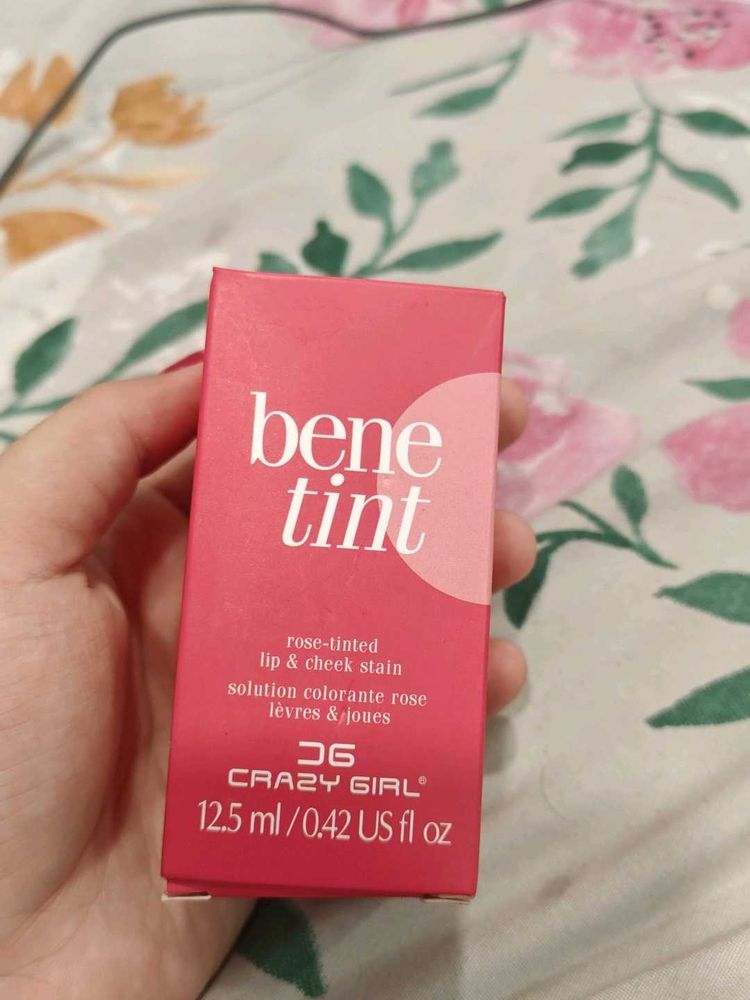 bene
tint
rose-tinted
lip & cheek stain
solution colorante rose
lèvres & joues
CG
CRAZY GIRL®
12.5 ml / 0.42 US fl oz